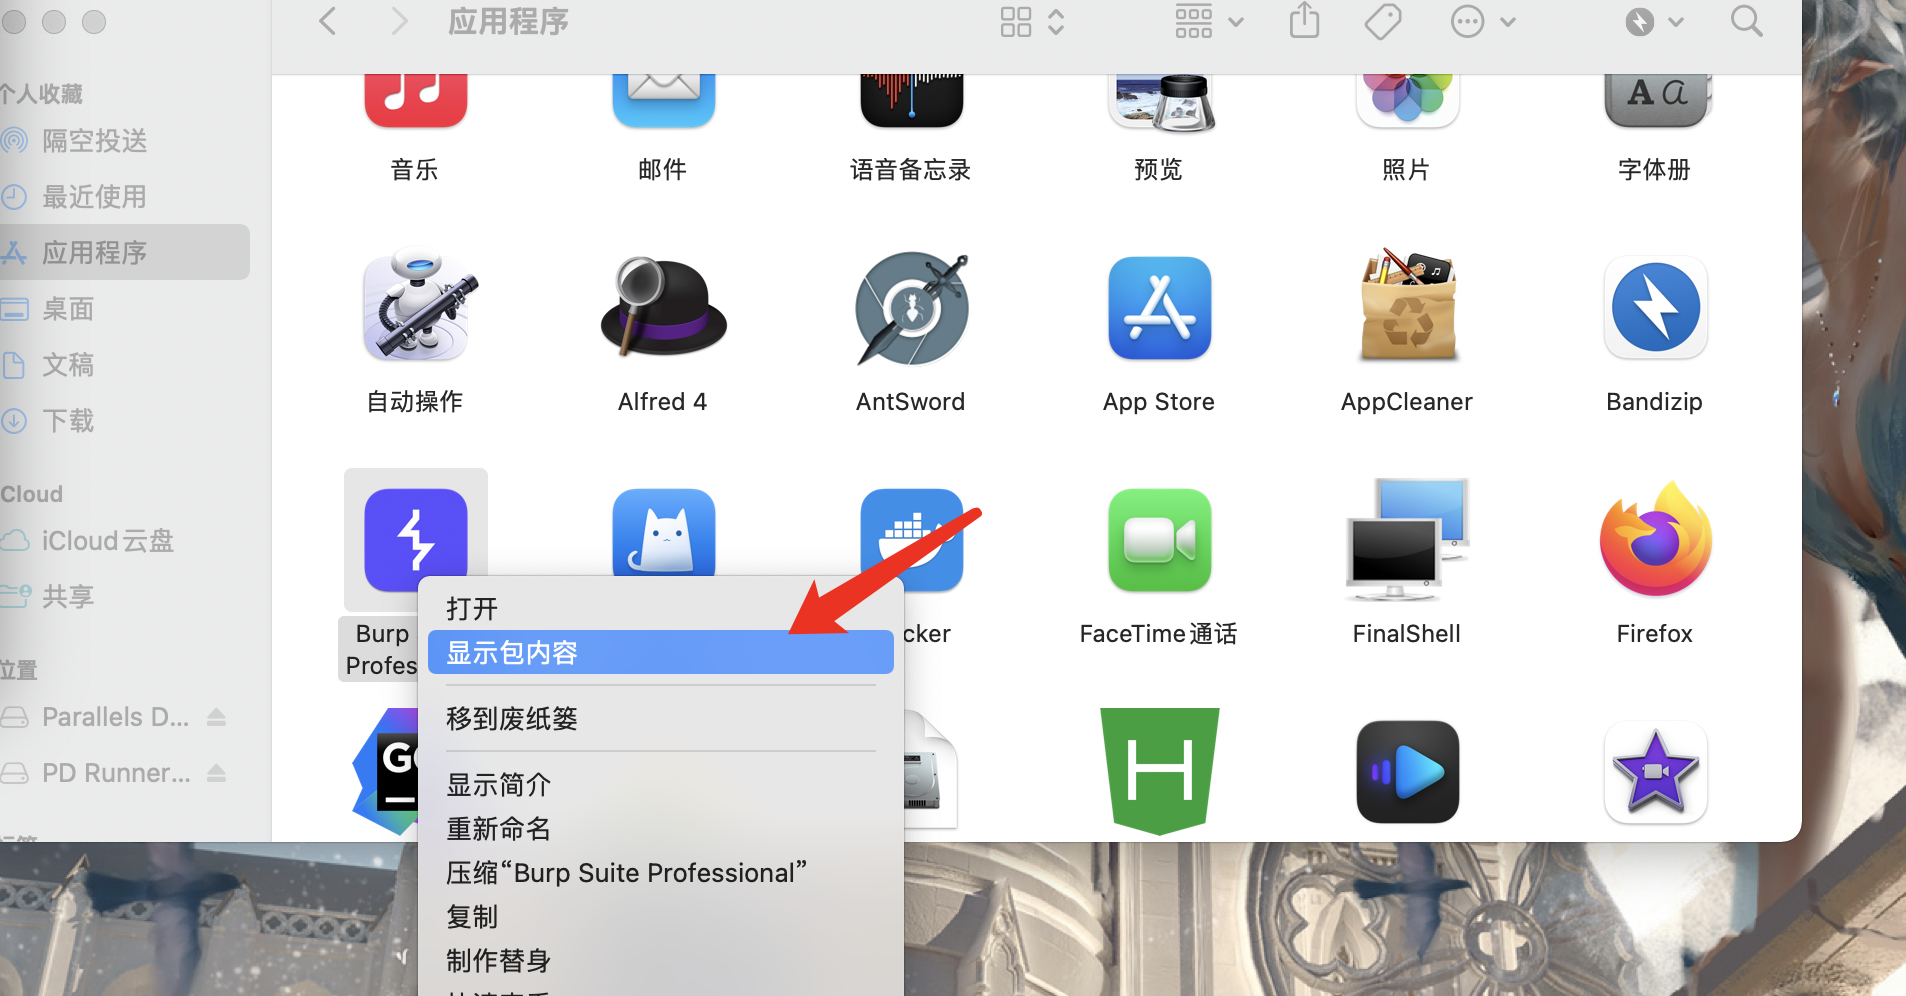 应用程序
个人收藏
隔空投送
最近使用
应用程序
桌面
文稿
下载
Cloud
iCloud云盘
共享
位置
Parallels D...
PD Runner...
音乐
邮件
语音备忘录
预览
照片
字体册
自动操作
Alfred 4
AntSword
App Store
AppCleaner
Bandizip
Burp
Profes
cker
FaceTime通话
FinalShell
Firefox
打开
显示包内容
移到废纸篓
显示简介
重新命名
压缩“Burp Suite Professional”
复制
制作替身